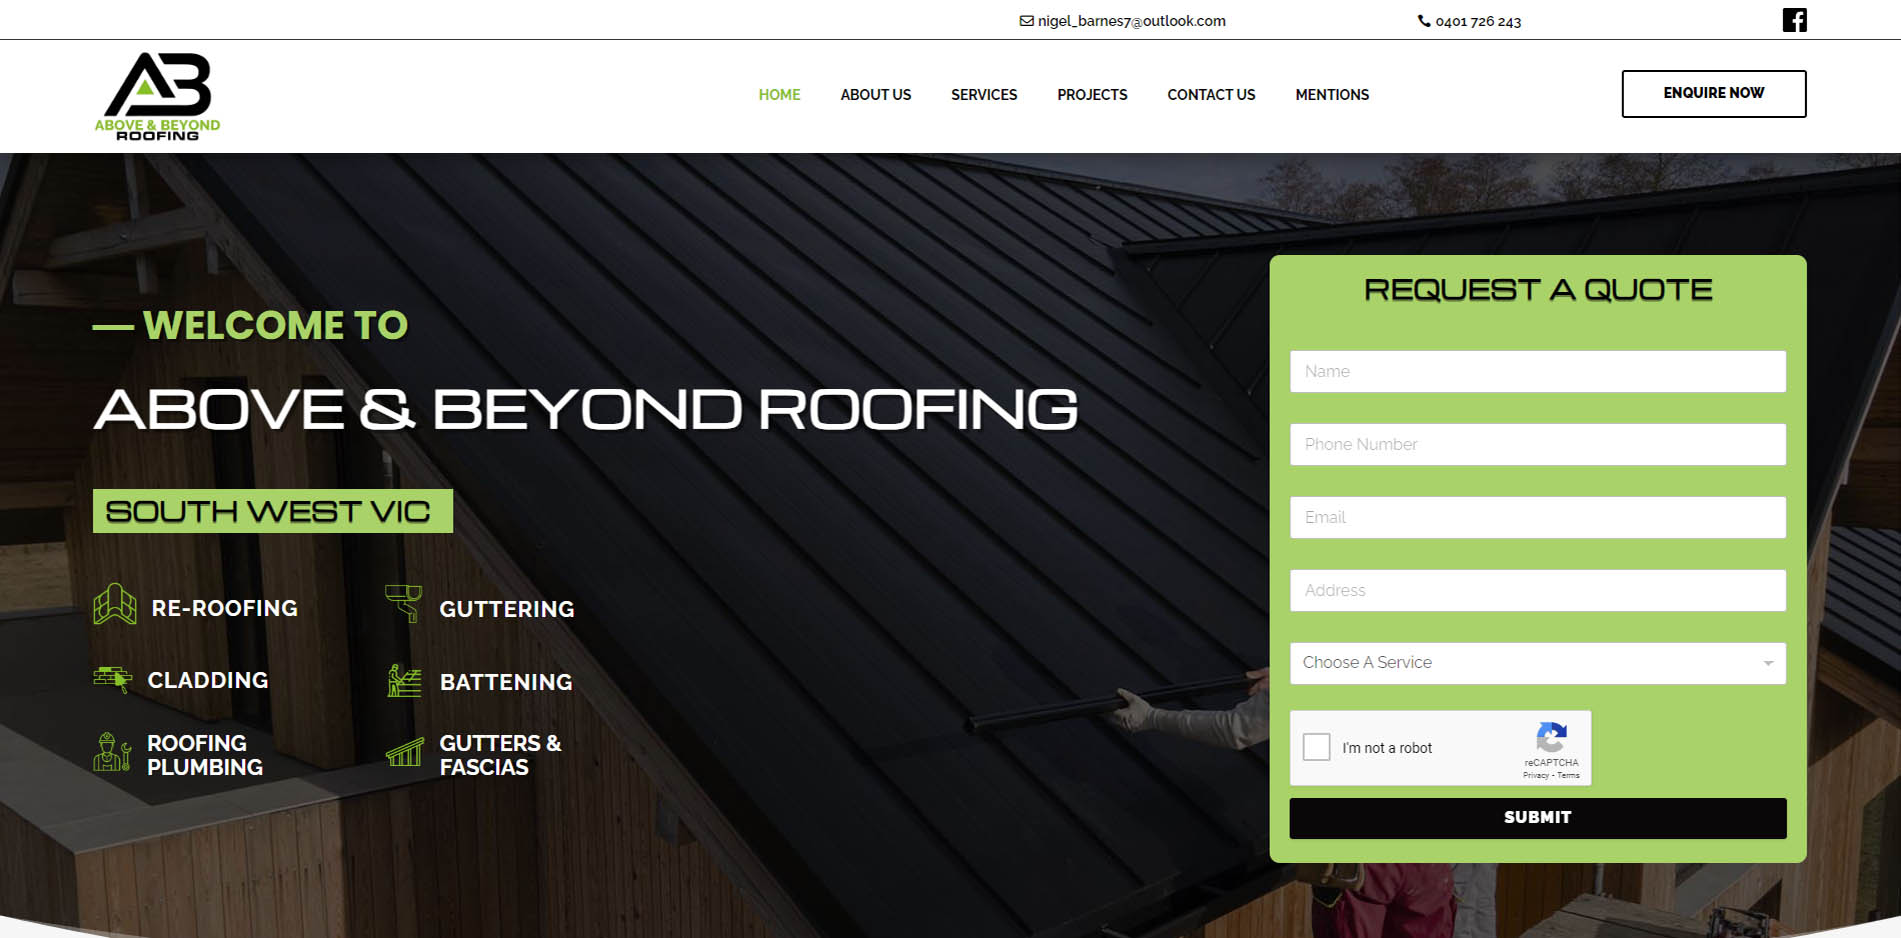 nigel_barnes7@outlook.com
0401 726 243
AB
ABOVE & BEYOND
ROOFING
HOME
ABOUT US
SERVICES
PROJECTS
CONTACT US
MENTIONS
ENQUIRE NOW
— WELCOME TO
ABOVE & BEYOND ROOFING
SOUTH WEST VIC
RE-ROOFING
GUTTERING
CLADDING
BATTENING
ROOFING
PLUMBING
GUTTERS &
FASCIAS
REQUEST A QUOTE
Name
Phone Number
Email
Address
Choose A Service
I'm not a robot
reCAPTCHA
Privacy - Terms
SUBMIT